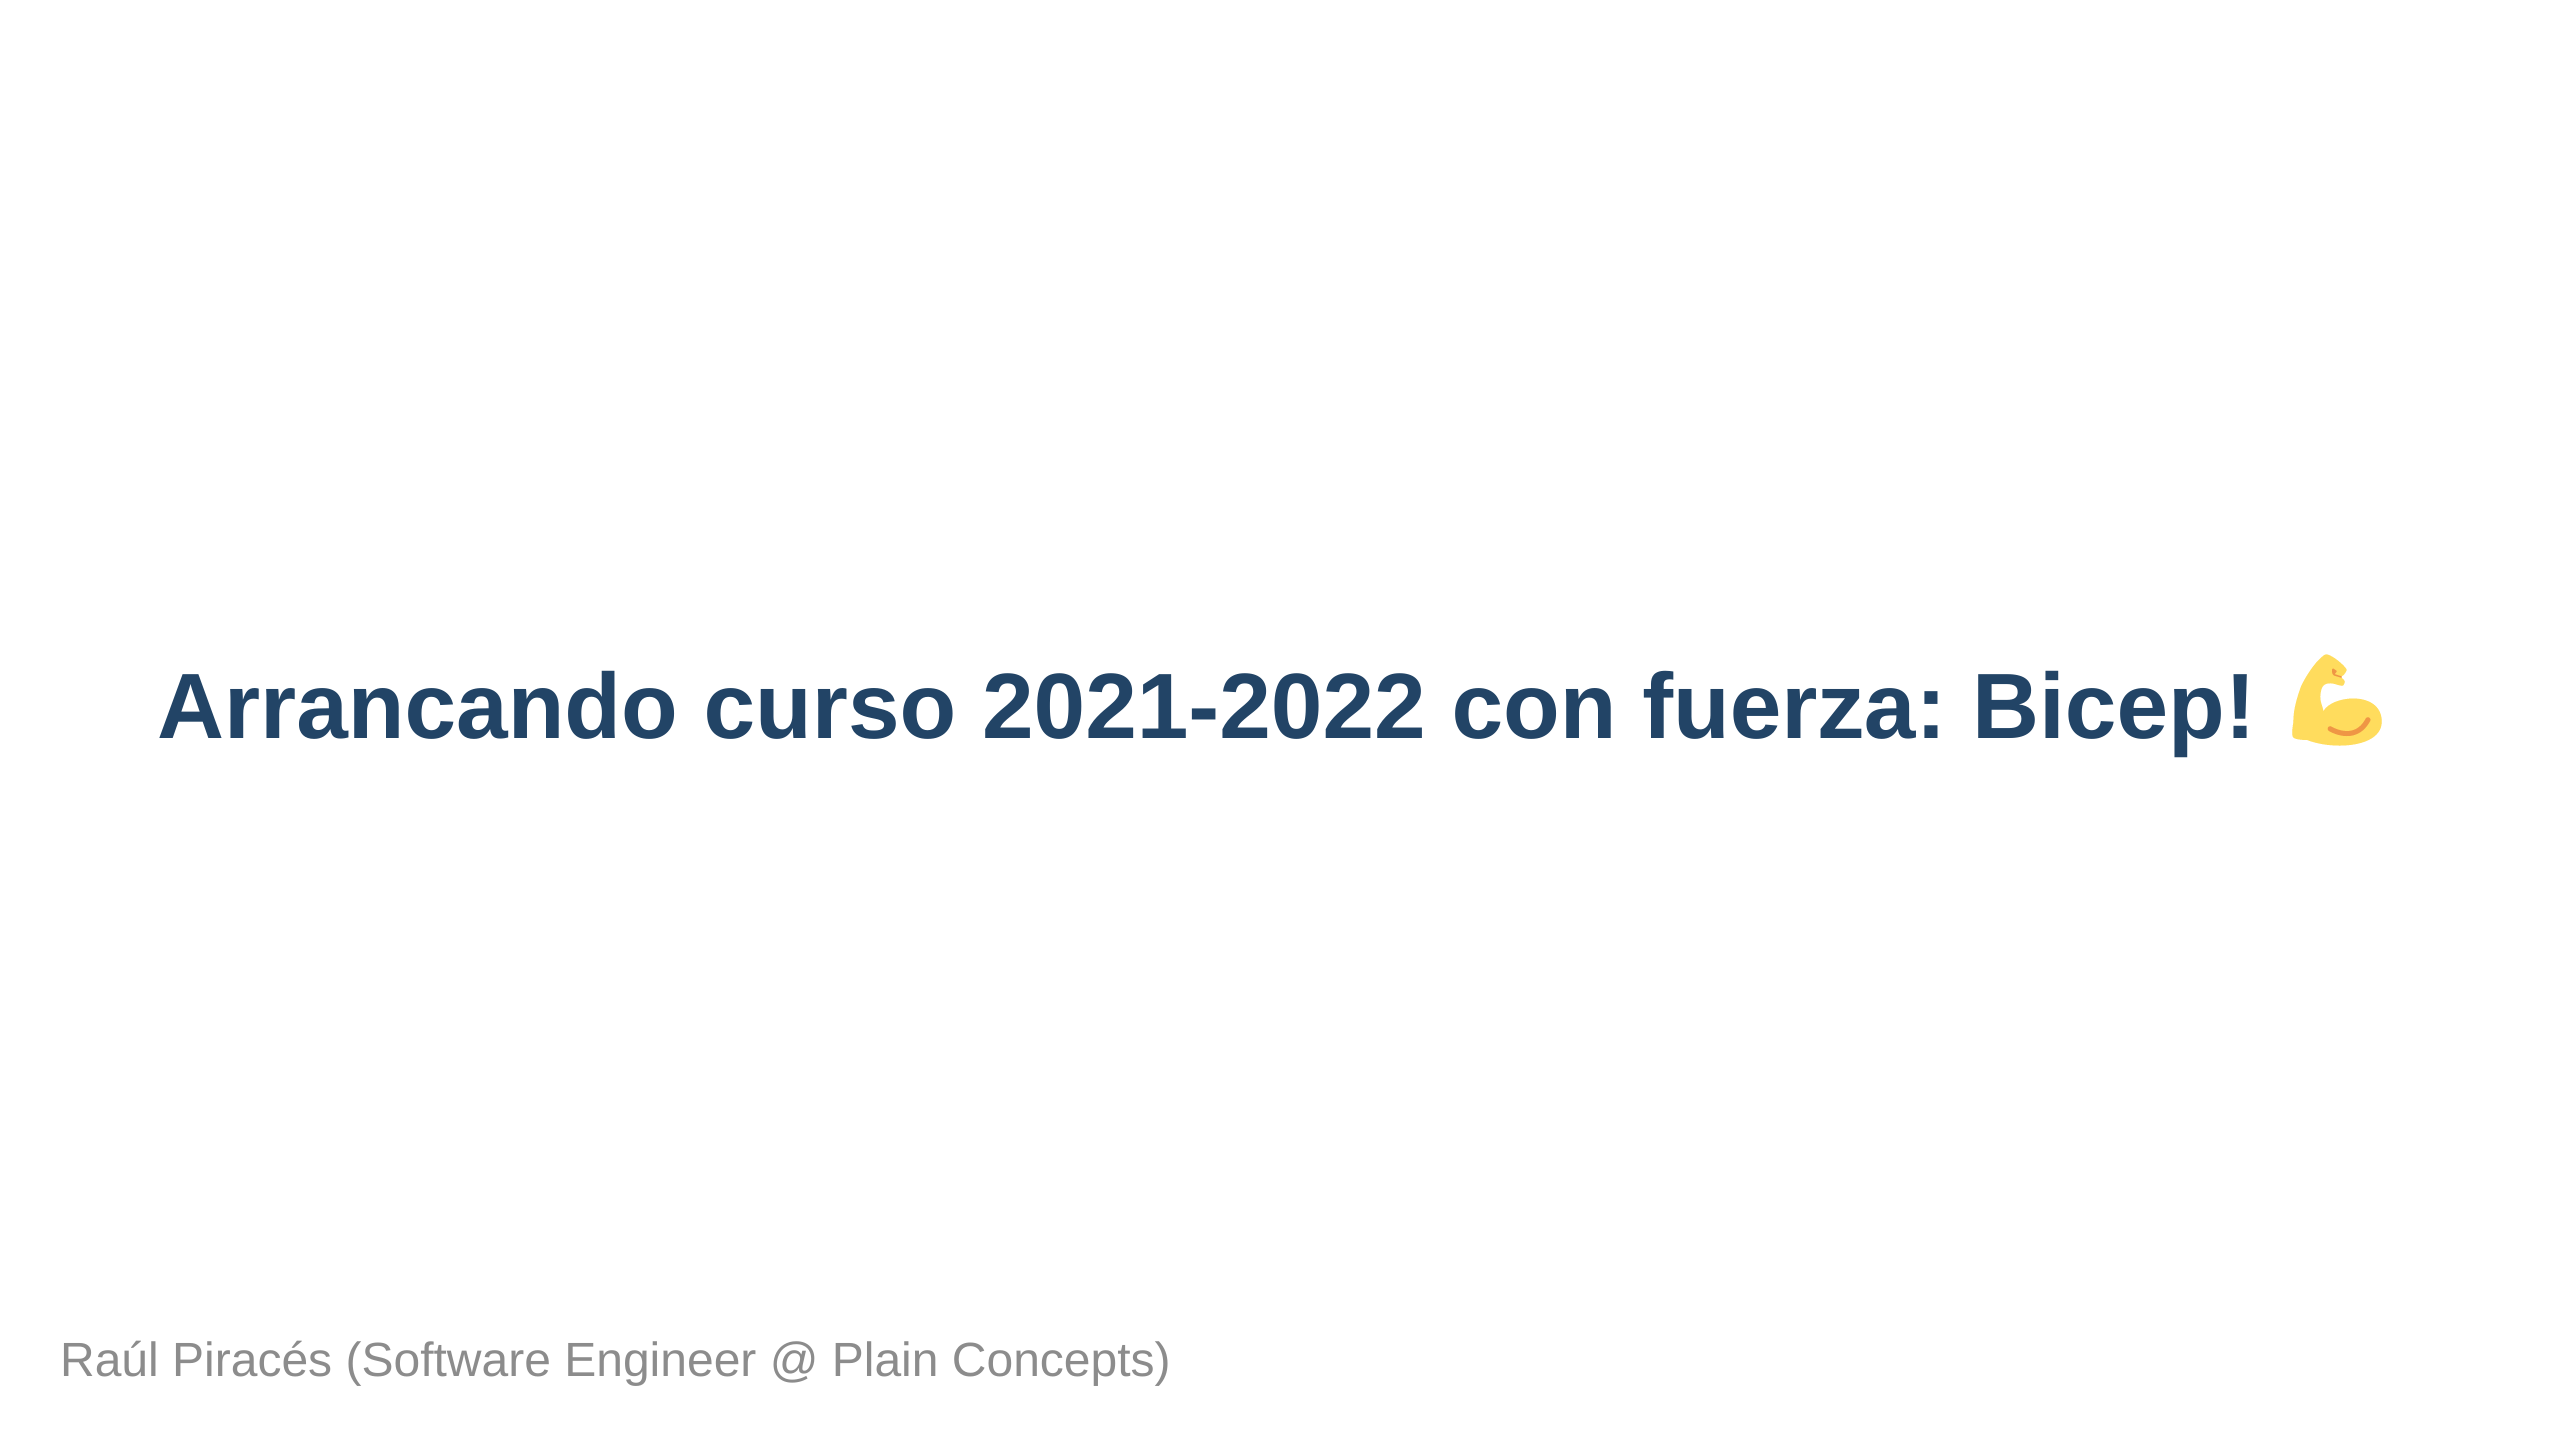 Arrancando curso 2021-2022 con fuerza: Bicep! 💪
Raúl Piracés (Software Engineer @ Plain Concepts)